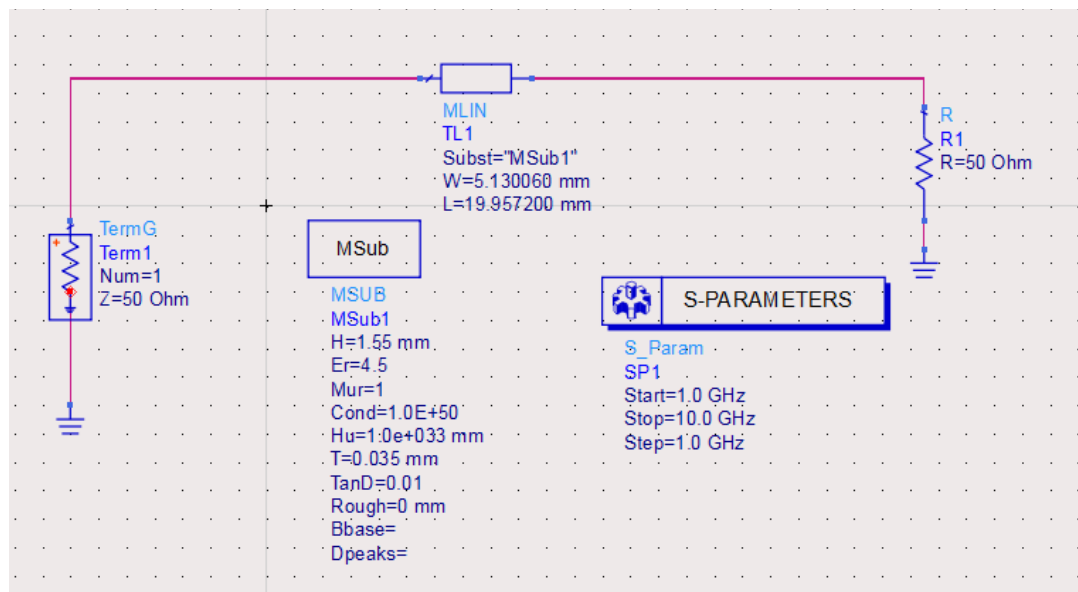 MLIN
TL1
Subst="MSub1"
W=5.130060 mm
L=19.957200 mm
R
R1
R=50 Ohm
TermG
Term1
Num=1
Z=50 Ohm
MSub
MSUB
MSub1
H=1.55 mm
Er=4.5
Mur=1
Cond=1.0E+50
Hu=1.0e+033 mm
T=0.035 mm
TanD=0.01
Rough=0 mm
Bbase=
Dpeaks=
S-PARAMETERS
S_Param
SP1
Start=1.0 GHz
Stop=10.0 GHz
Step=1.0 GHz